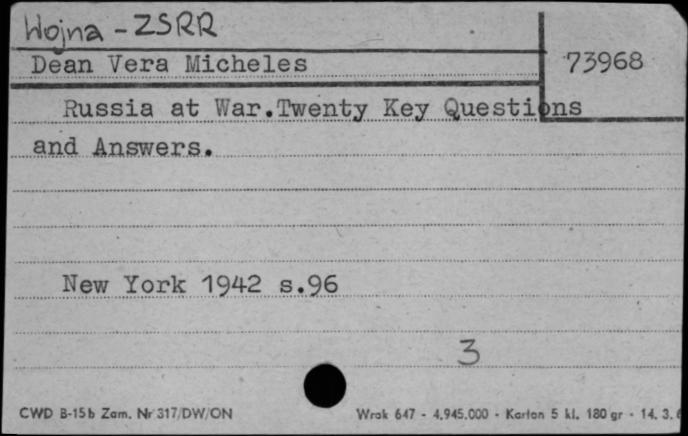 Wojna - ZSRR
Dean Vera Micheles
73968
Russia at War.Twenty Key Questions
and Answers.
New York 1942 s.96
3
CWD B-15b Zam. Nr 317/DW/ON
Wrak 647 - 4.945.000 - Karton 5 kl. 180 gr - 14. 3.